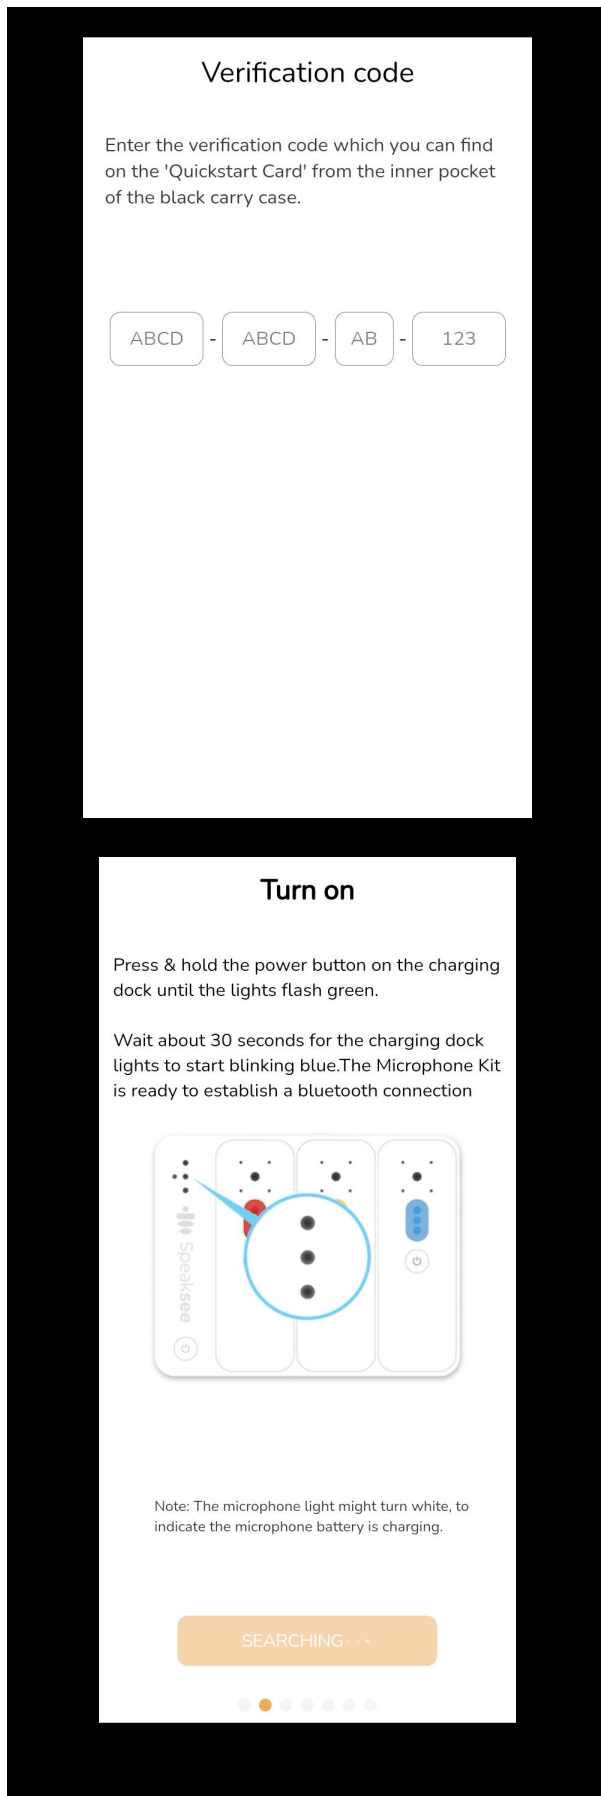 Verification code
Enter the verification code which you can find
on the 'Quickstart Card' from the inner pocket
of the black carry case.
ABCD - ABCD - AB - 123
Turn on
Press & hold the power button on the charging
dock until the lights flash green.
Wait about 30 seconds for the charging dock
lights to start blinking blue.The Microphone Kit
is ready to establish a bluetooth connection
Speaksee
Note: The microphone light might turn white, to
indicate the microphone battery is charging.
SEARCHING · · •